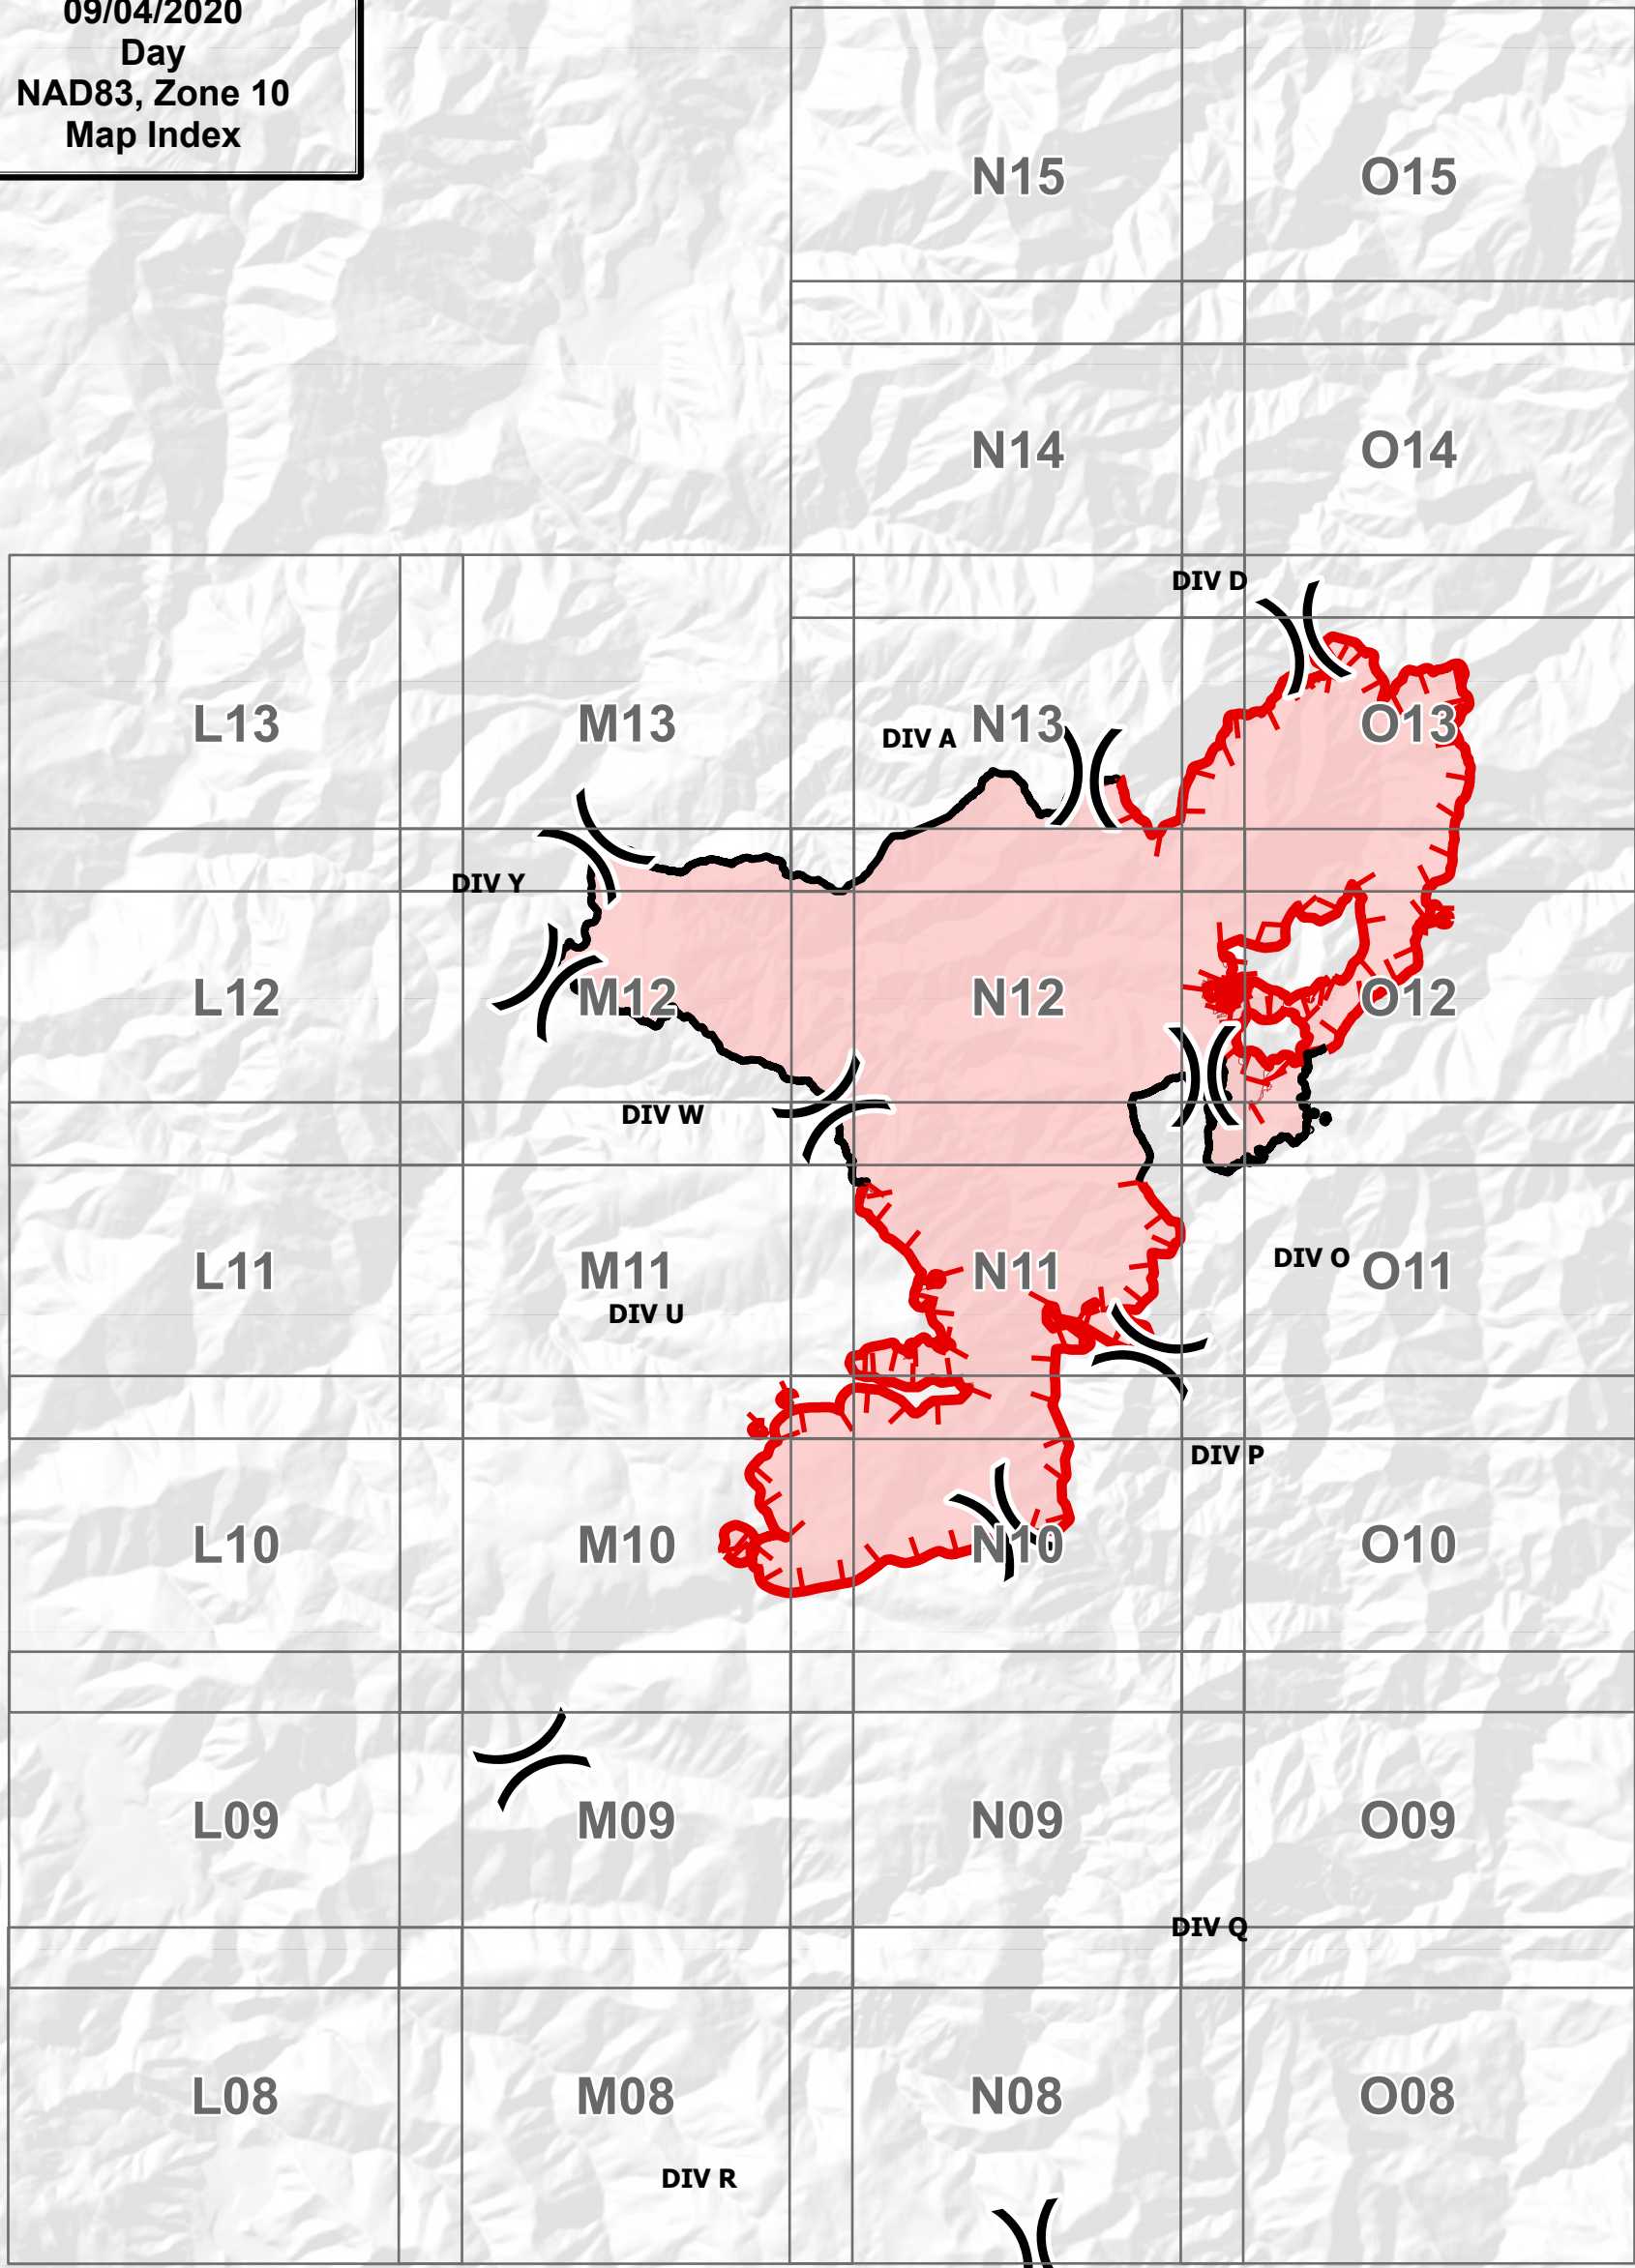 09/04/2020
Day
NAD83, Zone 10
Map Index
N15
O15
N14
O14
DIV D
L13
M13
DIV A
N13
O13
DIV Y
L12
M12
N12
O12
DIV W
L11
M11
N11
DIV O
O11
DIV U
DIV P
L10
M10
N10
O10
L09
M09
N09
O09
DIV Q
L08
M08
N08
O08
DIV R